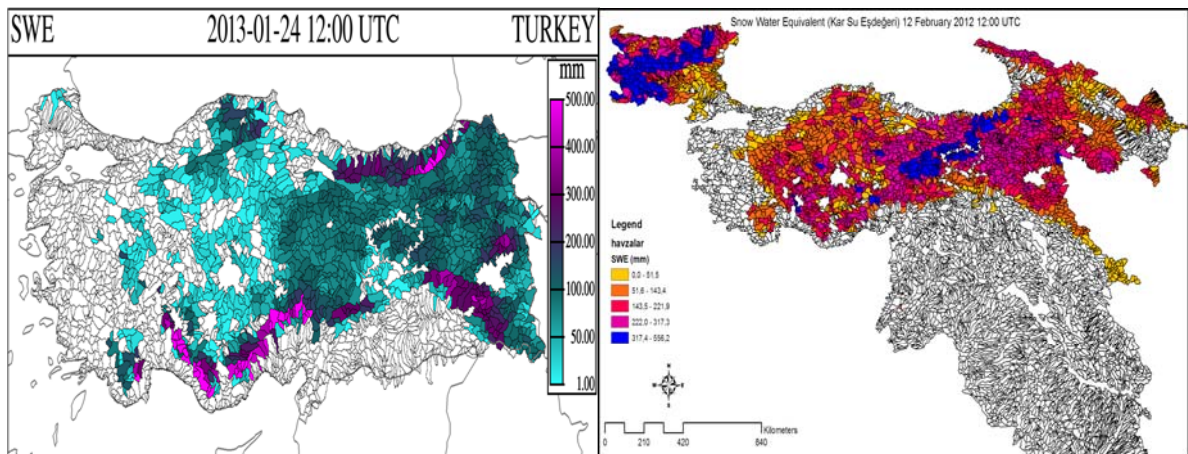 SWE 2013-01-24 12:00 UTC TURKEY
mm
500.00
400.00
300.00
200.00
100.00
50.00
1.00
Snow Water Equivalent (Kar Su Eşdeğeri) 12 February 2012 12:00 UTC
Legend
havzalar
SWE (mm)
0,0 - 51,5
51,6 - 143,4
143,5 - 221,9
222,0 - 317,3
317,4 - 556,2
N
W E
S
Kilometers
0 210 420 840